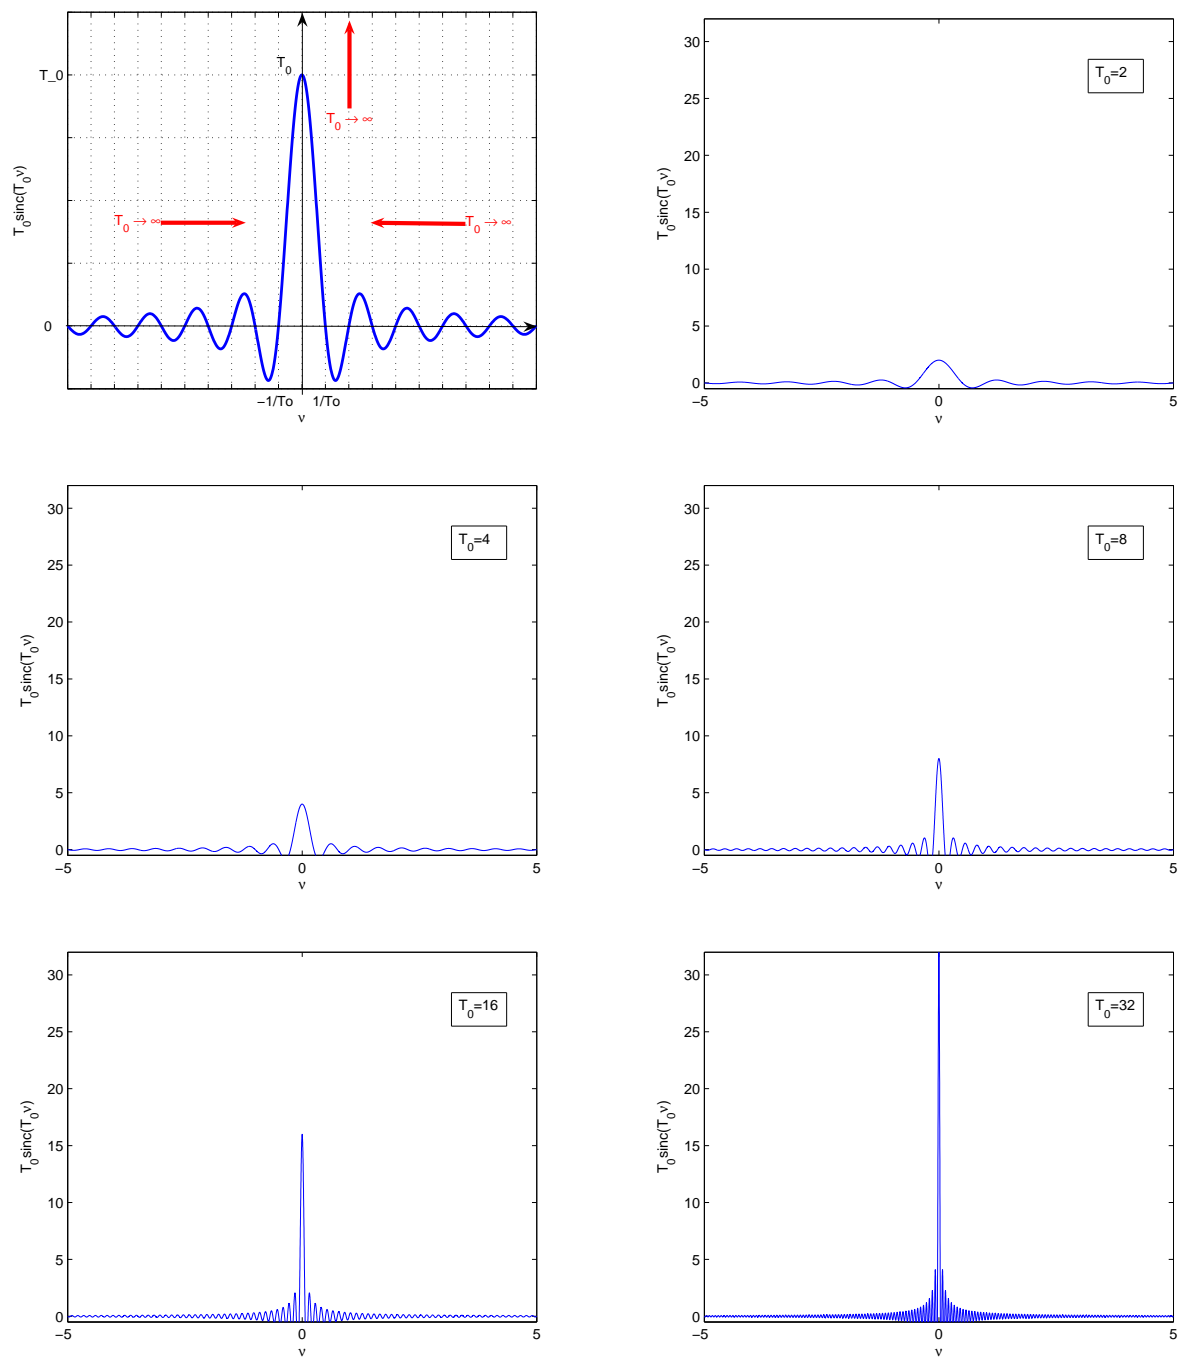 T_0
T0
T0 → ∞
T0 → ∞
T0 → ∞
0
T0sinc(T0ν)
−1/To 1/To
ν
T0=2
30
25
20
15
10
5
0
T0sinc(T0ν)
−5 0 5
ν
T0=4
30
25
20
15
10
5
0
T0sinc(T0ν)
−5 0 5
ν
T0=8
30
25
20
15
10
5
0
T0sinc(T0ν)
−5 0 5
ν
T0=16
30
25
20
15
10
5
0
T0sinc(T0ν)
−5 0 5
ν
T0=32
30
25
20
15
10
5
0
T0sinc(T0ν)
−5 0 5
ν